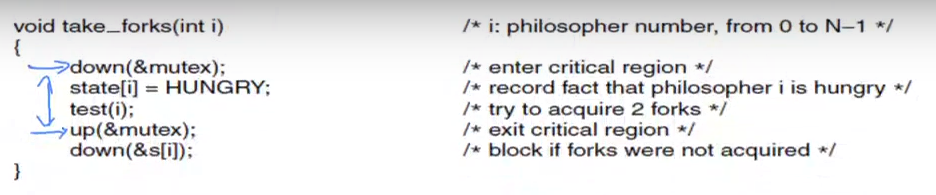 void take_forks(int i) /* i: philosopher number, from 0 to N–1 */
{
down(&mutex); /* enter critical region */
state[i] = HUNGRY; /* record fact that philosopher i is hungry */
test(i); /* try to acquire 2 forks */
up(&mutex); /* exit critical region */
down(&s[i]); /* block if forks were not acquired */
}